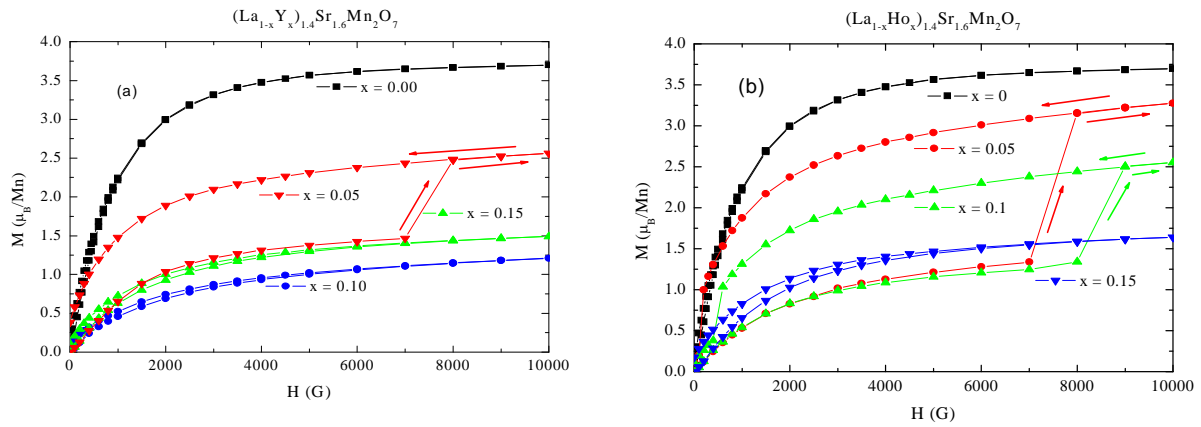 (La1-xYx)1.4Sr1.6Mn2O7
4.0
3.5
3.0
2.5
2.0
1.5
1.0
0.5
0.0
M (μB/Mn)
(a)
x = 0.00
x = 0.05
x = 0.15
x = 0.10
0 2000 4000 6000 8000 10000
H (G)
(La1-xHox)1.4Sr1.6Mn2O7
4.0
3.5
3.0
2.5
2.0
1.5
1.0
0.5
0.0
M (μB/Mn)
(b)
x = 0
x = 0.05
x = 0.1
x = 0.15
0 2000 4000 6000 8000 10000
H (G)